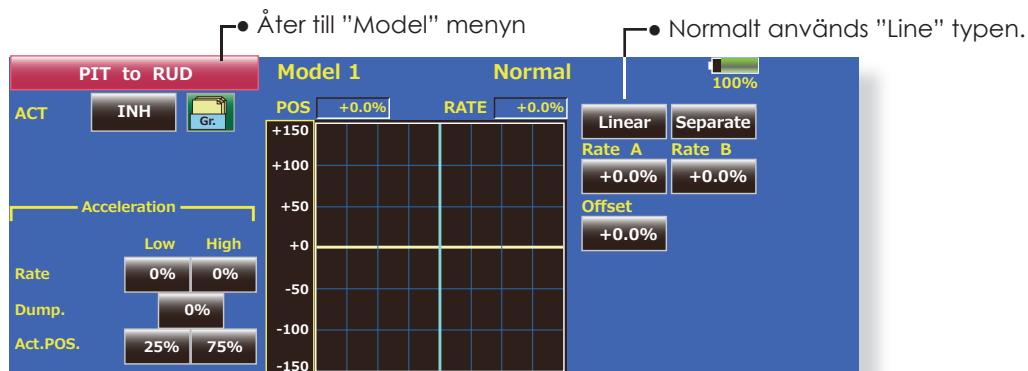 ● Åter till ”Model” menyn
● Normalt används ”Line” typen.
PIT to RUD
Model 1
Normal
100%
ACT
INH
Gr.
POS
+0.0%
RATE
+0.0%
Linear
Separate
Rate A
Rate B
+0.0%
+0.0%
Offset
+0.0%
+150
+100
+50
+0
-50
-100
-150
Acceleration
Low
High
Rate
0%
0%
Dump.
0%
Act.POS.
25%
75%